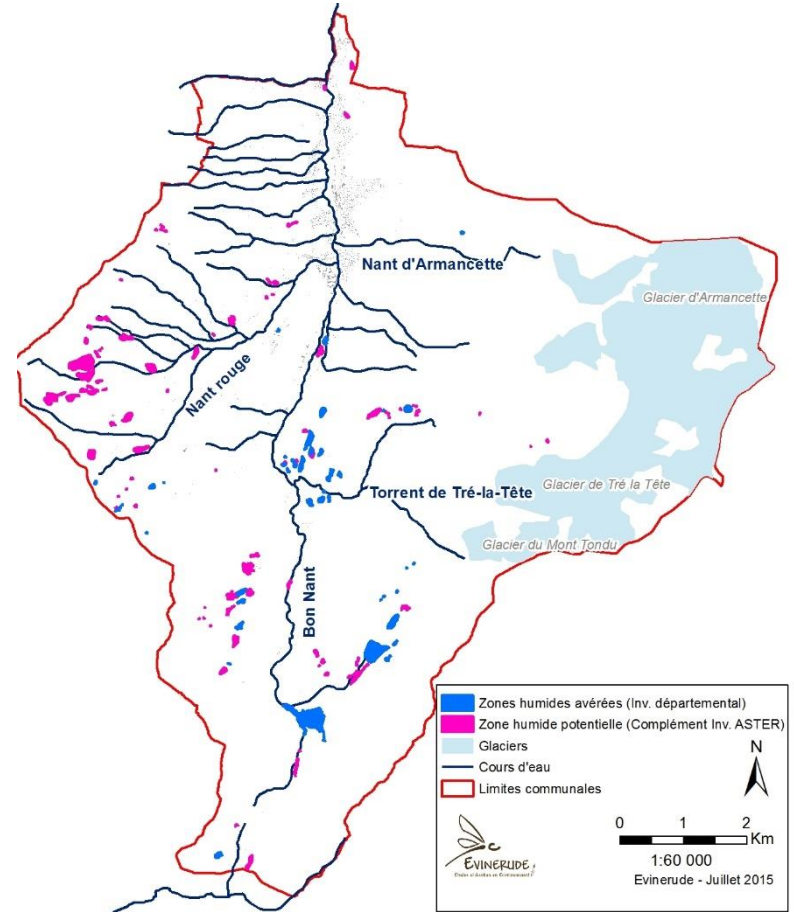 Nant d'Armancette
Glacier d'Armancette
Nant rouge
Torrent de Tré-la-Tête
Glacier de Tré la Tête
Glacier du Mont Tondu
Bon Nant
Zones humides avérées (Inv. départemental)
Zone humide potentielle (Complément Inv. ASTER)
Glaciers
Cours d'eau
Limites communales
N
0 1 2
Km
1:60 000
Evinerude - Juillet 2015
EVINERUDE